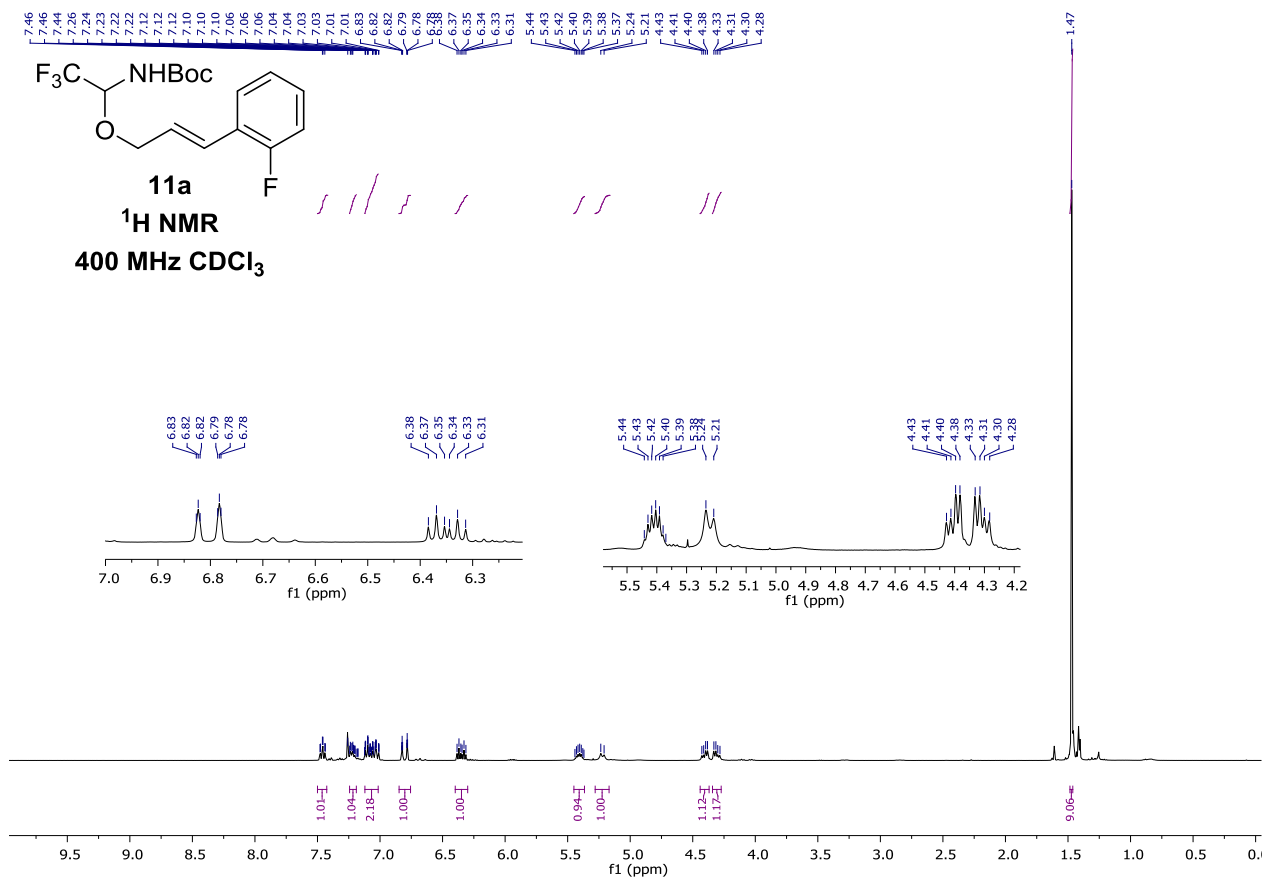 7.46 7.46 7.44 7.26 7.24 7.23 7.22 7.22 7.12 7.12 7.12 7.10 7.10 7.10 7.06 7.06 7.06 7.04 7.04 7.03 7.03 7.01 7.01 6.83 6.82 6.82 6.79 6.78 6.78 6.38 6.37 6.35 6.34 6.33 6.31 5.44 5.43 5.42 5.40 5.39 5.38 5.37 5.24 5.21 4.43 4.41 4.40 4.38 4.33 4.31 4.30 4.28 1.47
F3C NHBoc
O
F
11a
1H NMR
400 MHz CDCl3
6.83 6.82 6.82 6.79 6.78 6.78 6.38 6.37 6.35 6.34 6.33 6.31 5.44 5.43 5.42 5.40 5.39 5.38 5.24 5.21 4.43 4.41 4.40 4.38 4.33 4.31 4.30 4.28
7.0 6.9 6.8 6.7 6.6 6.5 6.4 6.3
f1 (ppm)
5.5 5.4 5.3 5.2 5.1 5.0 4.9 4.8 4.7 4.6 4.5 4.4 4.3 4.2
f1 (ppm)
1.01 1.04 2.18 1.00 1.00 0.94 1.00 1.12 1.17 9.06
9.5 9.0 8.5 8.0 7.5 7.0 6.5 6.0 5.5 5.0 4.5 4.0 3.5 3.0 2.5 2.0 1.5 1.0 0.5 0.
f1 (ppm)